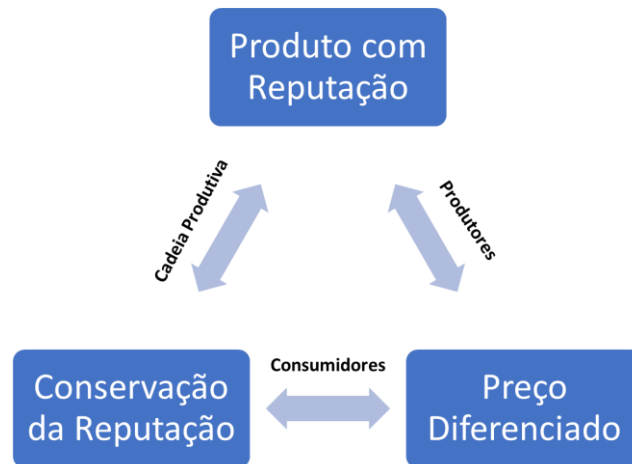 Produto com
Reputação
Cadeia Produtiva
Produtores
Consumidores
Conservação
da Reputação
Preço
Diferenciado